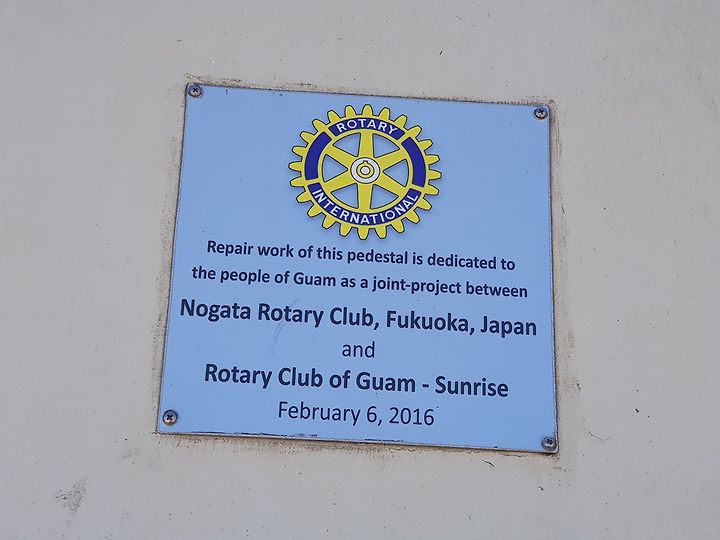 ROTARY
INTERNATIONAL
Repair work of this pedestal is dedicated to
the people of Guam as a joint-project between
Nogata Rotary Club, Fukuoka, Japan
and
Rotary Club of Guam - Sunrise
February 6, 2016